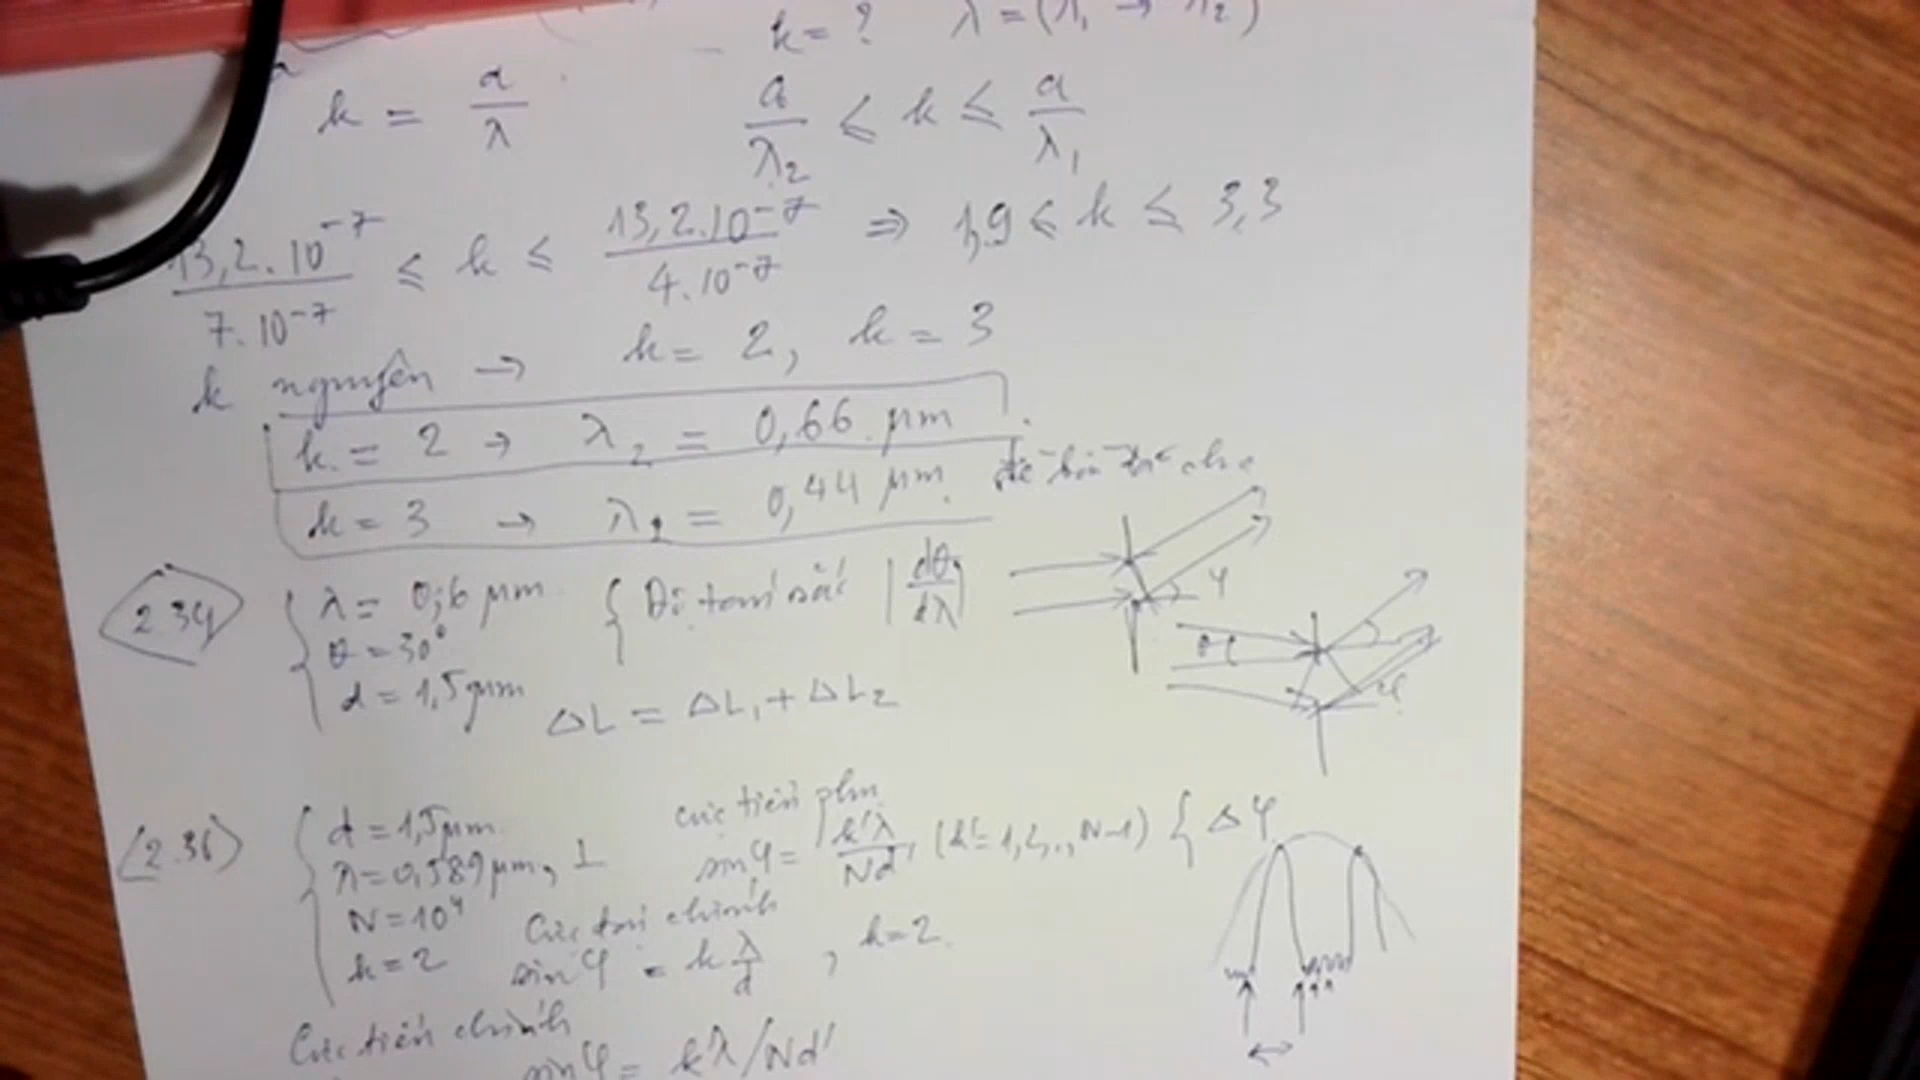 k = ? λ = (λ₁ → λ₂)
k = a/λ a/λ₂ ≤ k ≤ a/λ₁
13,2.10⁻⁷/7.10⁻⁷ ≤ k ≤ 13,2.10⁻⁷/4.10⁻⁷ ⇒ 1,9 ≤ k ≤ 3,3
k nguyên → k = 2, k = 3
k = 2 → λ₂ = 0,66 μm
k = 3 → λ₁ = 0,44 μm.
2.34 { λ = 0,6 μm { Độ tán sắc |dθ/dλ|
θ = 30°
d = 1,5 μm
ΔL = ΔL₁ + ΔL₂
φ
θ
φ
(2.36) { d = 1,5 μm
λ = 0,589 μm, ⊥
N = 10⁴
k = 2
cực tiểu phụ
sin φ = k'λ/Nd, (k' = 1,2,.., N-1) { Δφ
Cực đại chính
sin φ = k λ/d , k = 2
Cực tiểu chính
sin φ = k'λ/Nd